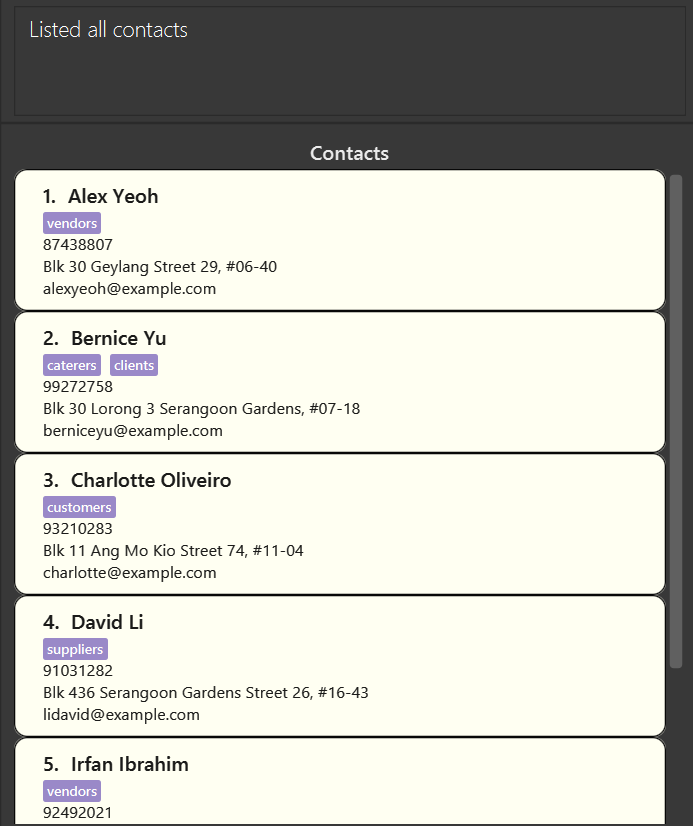 Listed all contacts
Contacts
1. Alex Yeoh
vendors
87438807
Blk 30 Geylang Street 29, #06-40
alexyeoh@example.com
2. Bernice Yu
caterers clients
99272758
Blk 30 Lorong 3 Serangoon Gardens, #07-18
berniceyu@example.com
3. Charlotte Oliveiro
customers
93210283
Blk 11 Ang Mo Kio Street 74, #11-04
charlotte@example.com
4. David Li
suppliers
91031282
Blk 436 Serangoon Gardens Street 26, #16-43
lidavid@example.com
5. Irfan Ibrahim
vendors
92492021